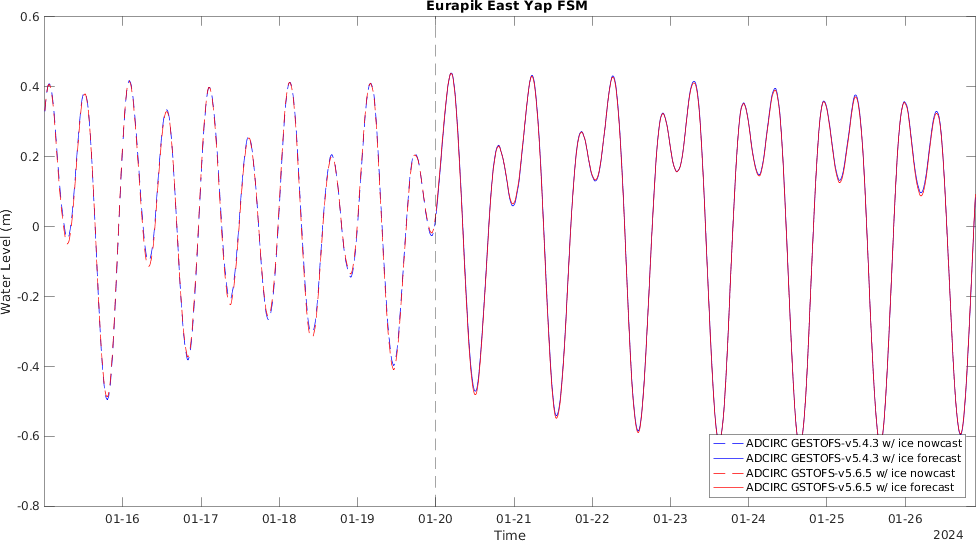 Eurapik East Yap FSM
0.6
0.4
0.2
0
-0.2
-0.4
-0.6
-0.8
Water Level (m)
ADCIRC GESTOFS-v5.4.3 w/ ice nowcast
ADCIRC GESTOFS-v5.4.3 w/ ice forecast
ADCIRC GSTOFS-v5.6.5 w/ ice nowcast
ADCIRC GSTOFS-v5.6.5 w/ ice forecast
01-16 01-17 01-18 01-19 01-20 01-21 01-22 01-23 01-24 01-25 01-26
Time
2024